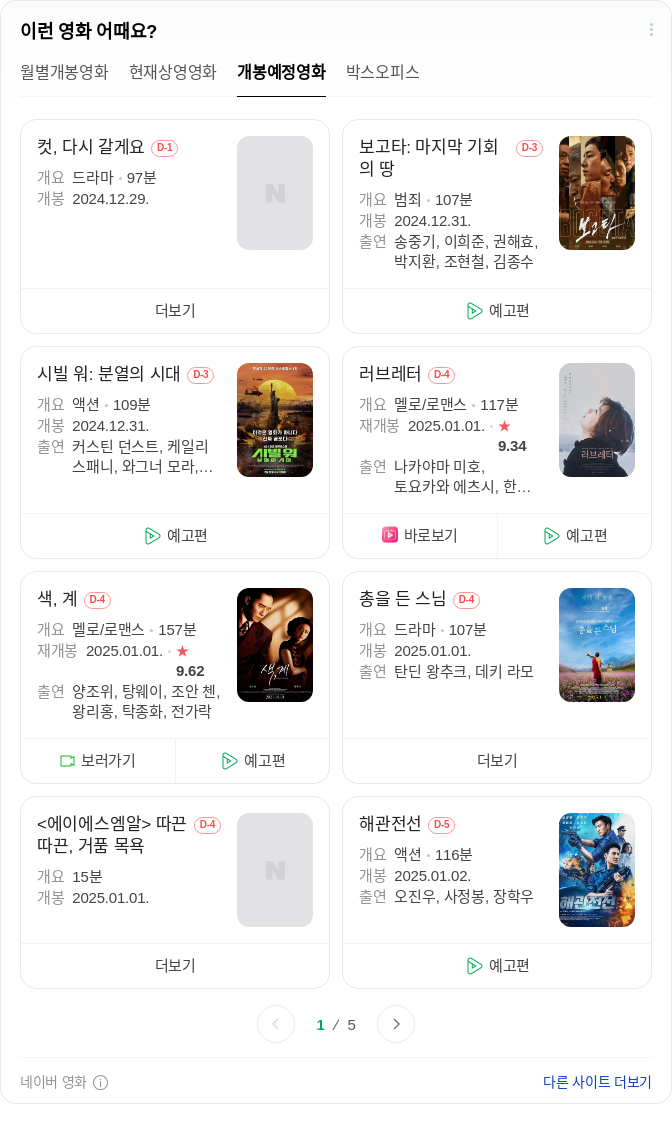 이런 영화 어때요?
월별개봉영화 현재상영영화 개봉예정영화 박스오피스
컷, 다시 갈게요 D-1
개요 드라마 · 97분
개봉 2024.12.29.
더보기
보고타: 마지막 기회 D-3
의 땅
개요 범죄 · 107분
개봉 2024.12.31.
출연 송중기, 이희준, 권해효,
박지환, 조현철, 김종수
보고타
예고편
시빌 워: 분열의 시대 D-3
개요 액션 · 109분
개봉 2024.12.31.
출연 커스틴 던스트, 케일리
스패니, 와그너 모라,...
이것은 영화가 아니다
시빌워
분열의 시대
예고편
러브레터 D-4
개요 멜로/로맨스 · 117분
재개봉 2025.01.01. · ★
9.34
출연 나카야마 미호,
토요카와 에츠시, 한...
러브레터
바로보기 예고편
색, 계 D-4
개요 멜로/로맨스 · 157분
재개봉 2025.01.01. · ★
9.62
출연 양조위, 탕웨이, 조안 첸,
왕리홍, 탁종화, 전가락
색, 계
보러가기 예고편
총을 든 스님 D-4
개요 드라마 · 107분
개봉 2025.01.01.
출연 탄딘 왕추크, 데키 라모
총을 든 스님
더보기
<에이에스엠알> 따끈 D-4
따끈, 거품 목욕
개요 15분
개봉 2025.01.01.
더보기
해관전선 D-5
개요 액션 · 116분
개봉 2025.01.02.
출연 오진우, 사정봉, 장학우
해관전선
예고편
1 / 5
네이버 영화 다른 사이트 더보기